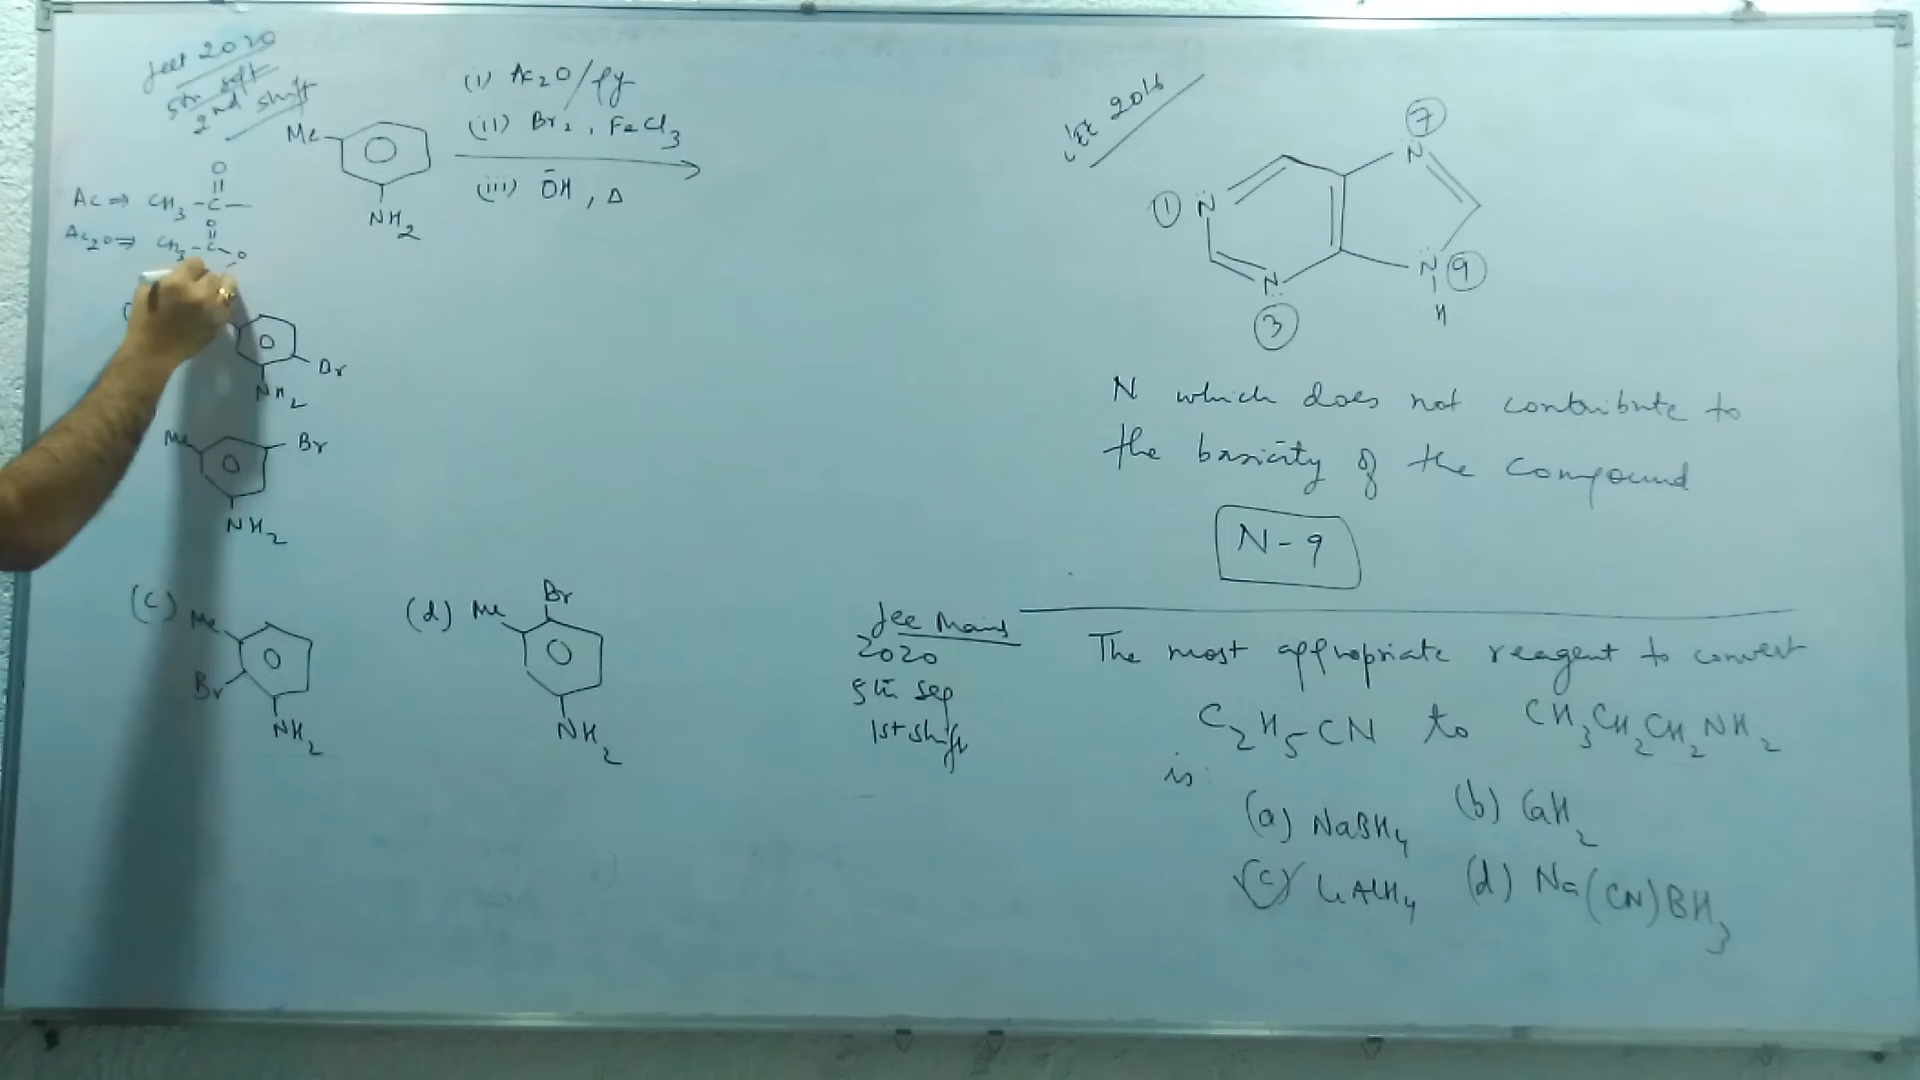 Jeet 2020
5th sept
2nd shift
(i) Ac2O/Py
(ii) Br2, FeCl3
(iii) ŌH, Δ
Me
NH2
O
Ac ⇒ CH3-C-
O
Ac2O ⇒ CH3-C-O
Br
NH2
Me
Br
NH2
(c) Me
Br
NH2
(d) Me
Br
NH2
2016
7
N
1 N
N
3
N 9
H
N which does not contribute to
the basicity of the compound
N-9
Jee Mains
2020
5th Sep
1st shift
The most appropriate reagent to convert
C2H5CN to CH3CH2CH2NH2
is:
(a) NaBH4 (b) CaH2
(c) LiAlH4 (d) Na(CN)BH3